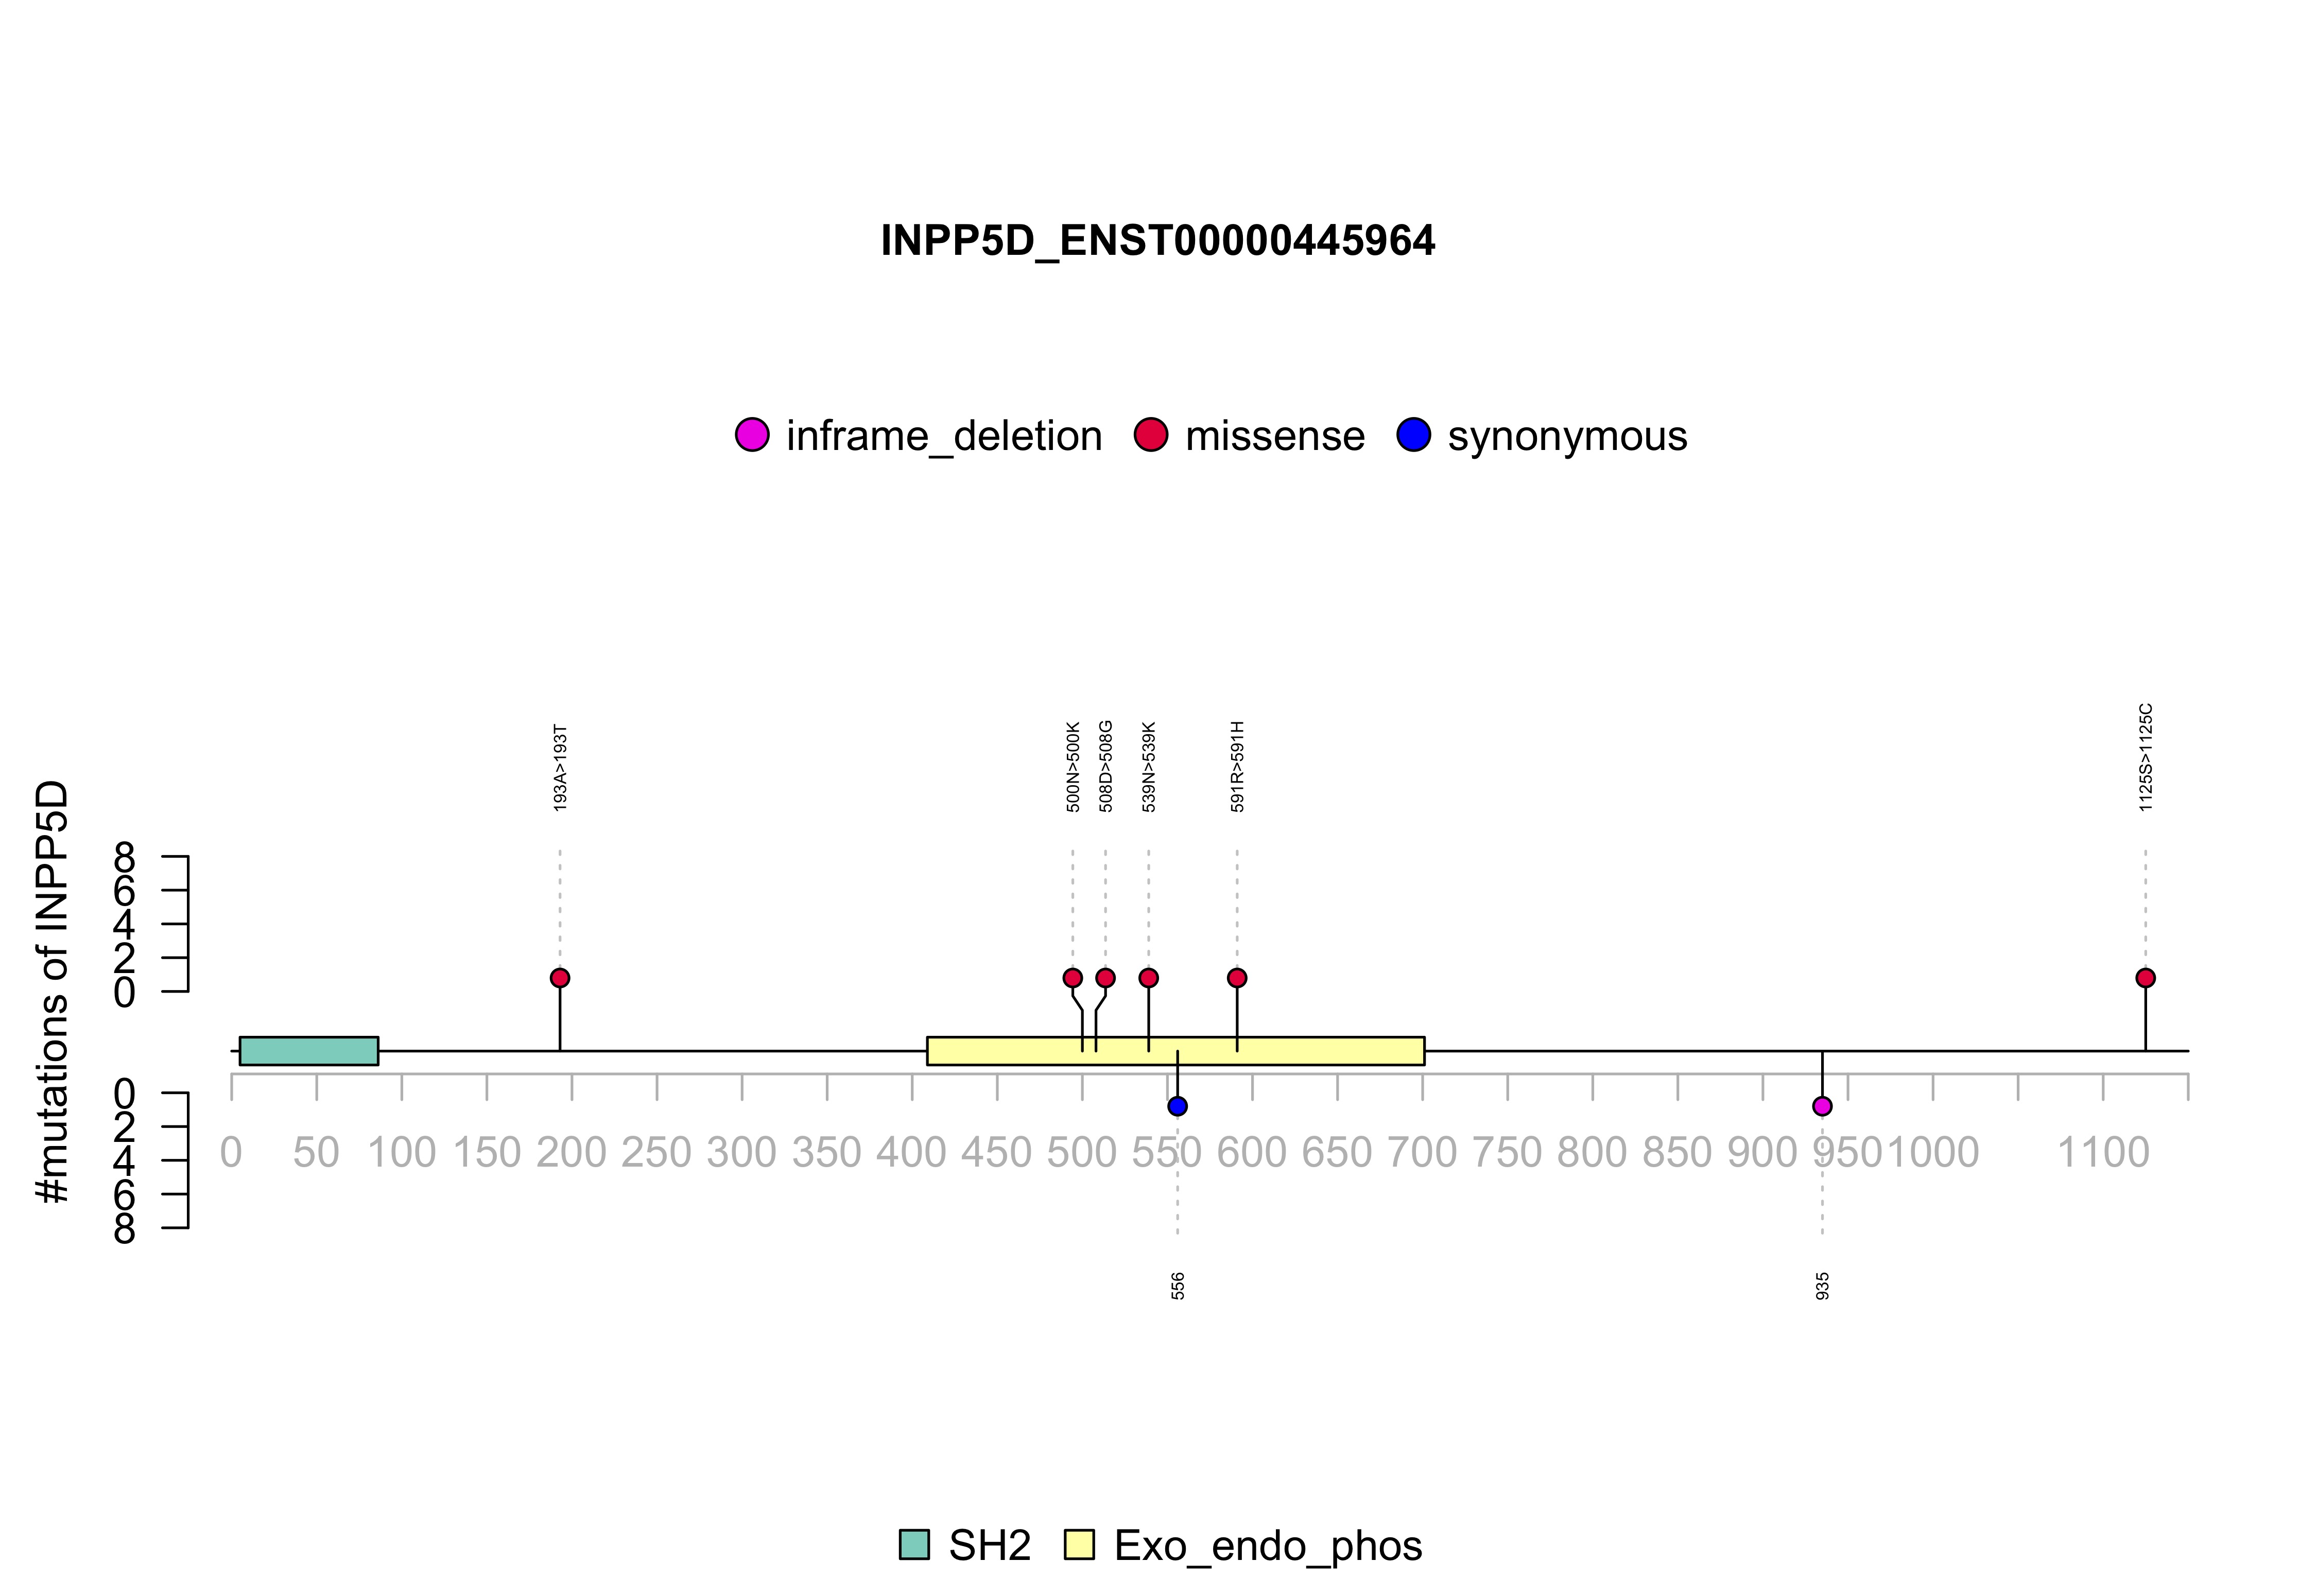 INPP5D_ENST00000445964
inframe_deletion missense synonymous
193A>193T
500N>500K
508D>508G
539N>539K
591R>591H
1125S>1125C
#mutations of INPP5D
8
6
4
2
0
0
2
4
6
8
0 50 100 150 200 250 300 350 400 450 500 550 600 650 700 750 800 850 900 950 1000 1100
556
935
SH2 Exo_endo_phos